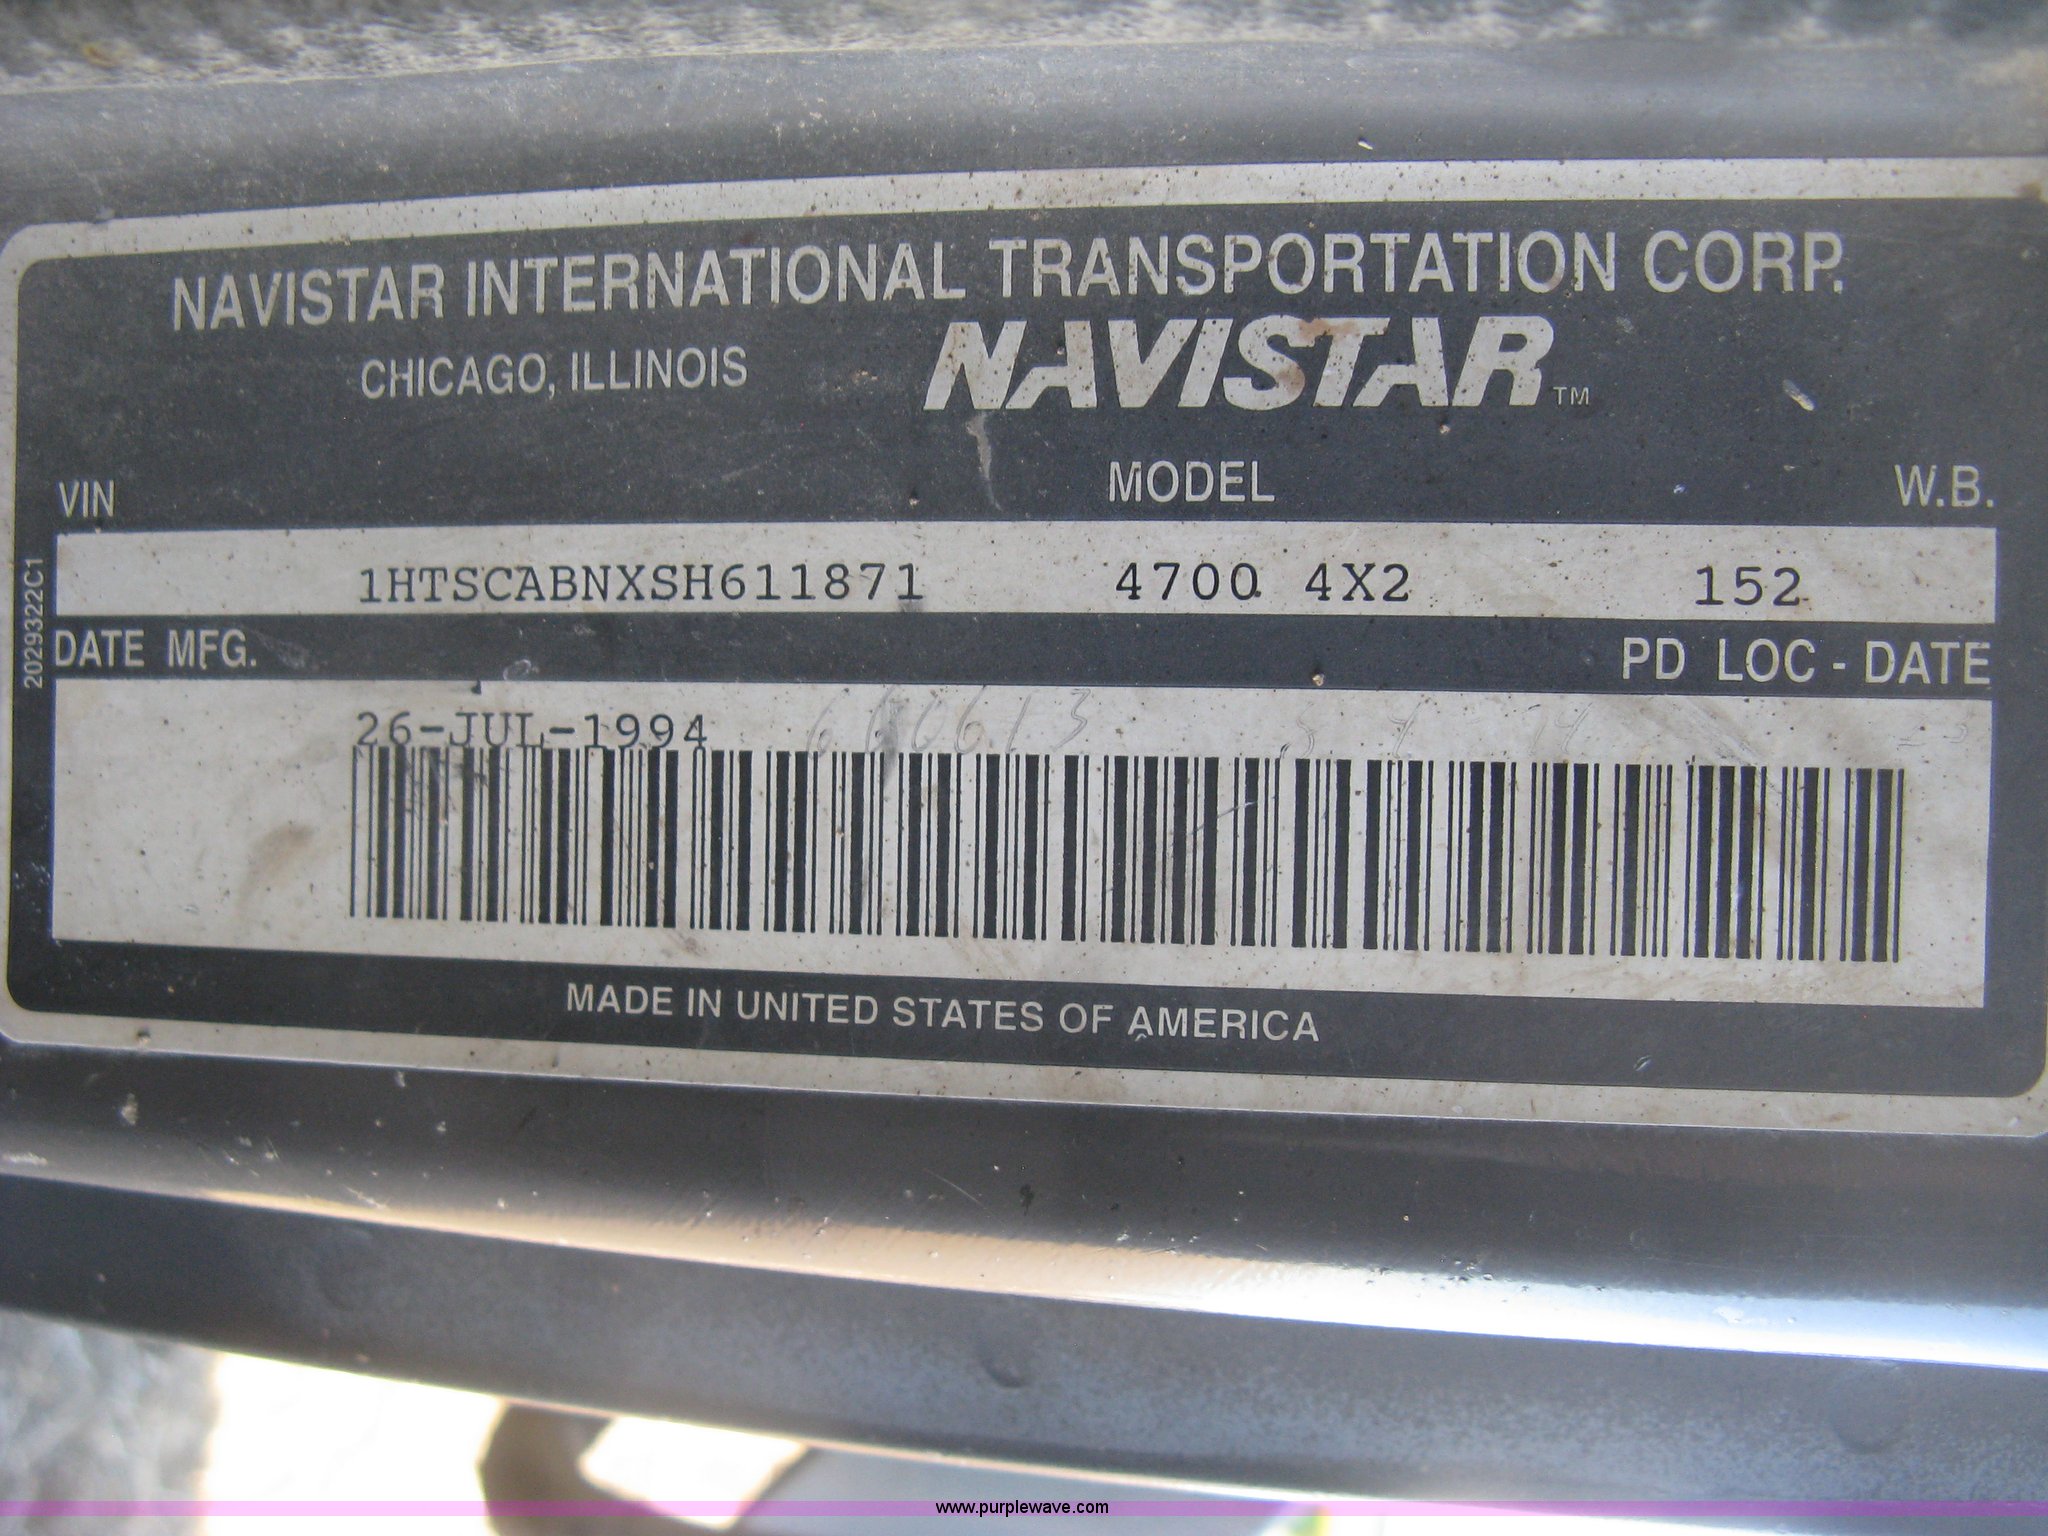 NAVISTAR INTERNATIONAL TRANSPORTATION CORP.
CHICAGO, ILLINOIS
NAVISTAR™
VIN MODEL W.B.
1HTSCABNXSH611871 4700 4X2 152
2029322C1
DATE MFG. PD LOC - DATE
26-JUL-1994
MADE IN UNITED STATES OF AMERICA
www.purplewave.com